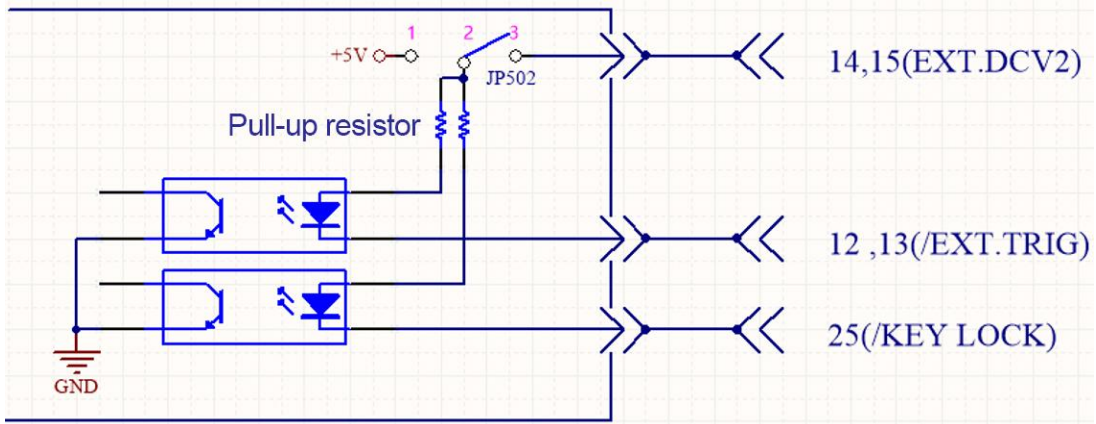 1 2 3
+5V
JP502
14,15(EXT.DCV2)
Pull-up resistor
12 ,13(/EXT.TRIG)
25(/KEY LOCK)
GND